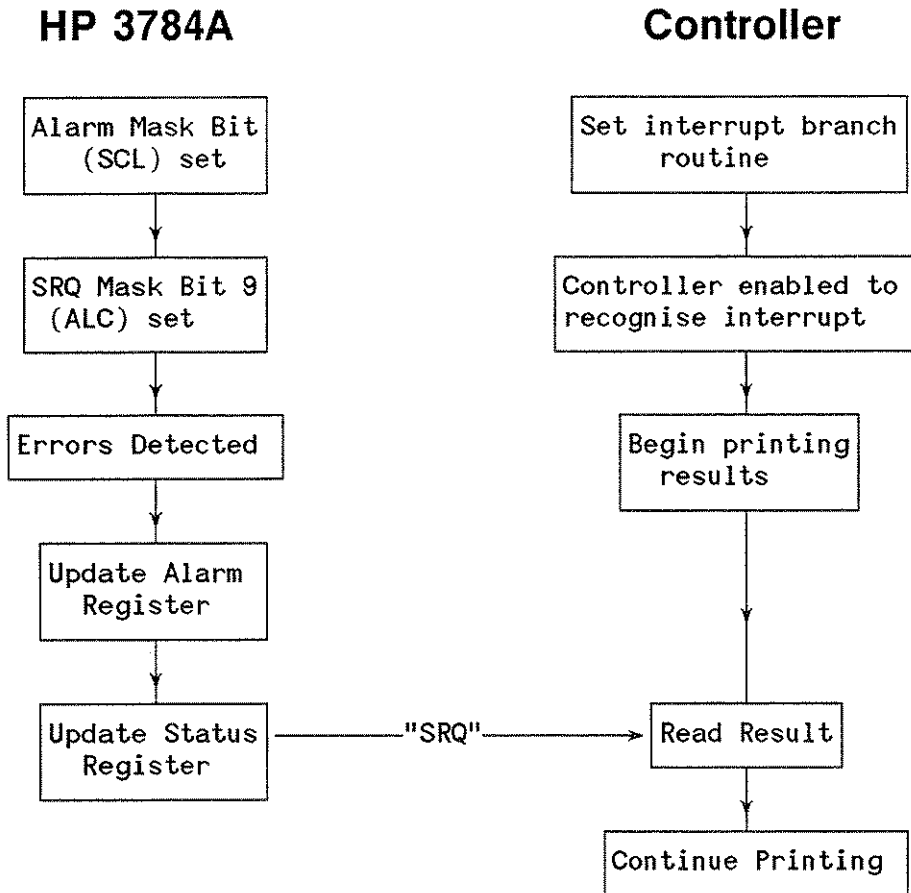 HP 3784A
Controller
Alarm Mask Bit
(SCL) set
SRQ Mask Bit 9
(ALC) set
Errors Detected
Update Alarm
Register
Update Status
Register
"SRQ"
Set interrupt branch
routine
Controller enabled to
recognise interrupt
Begin printing
results
Read Result
Continue Printing